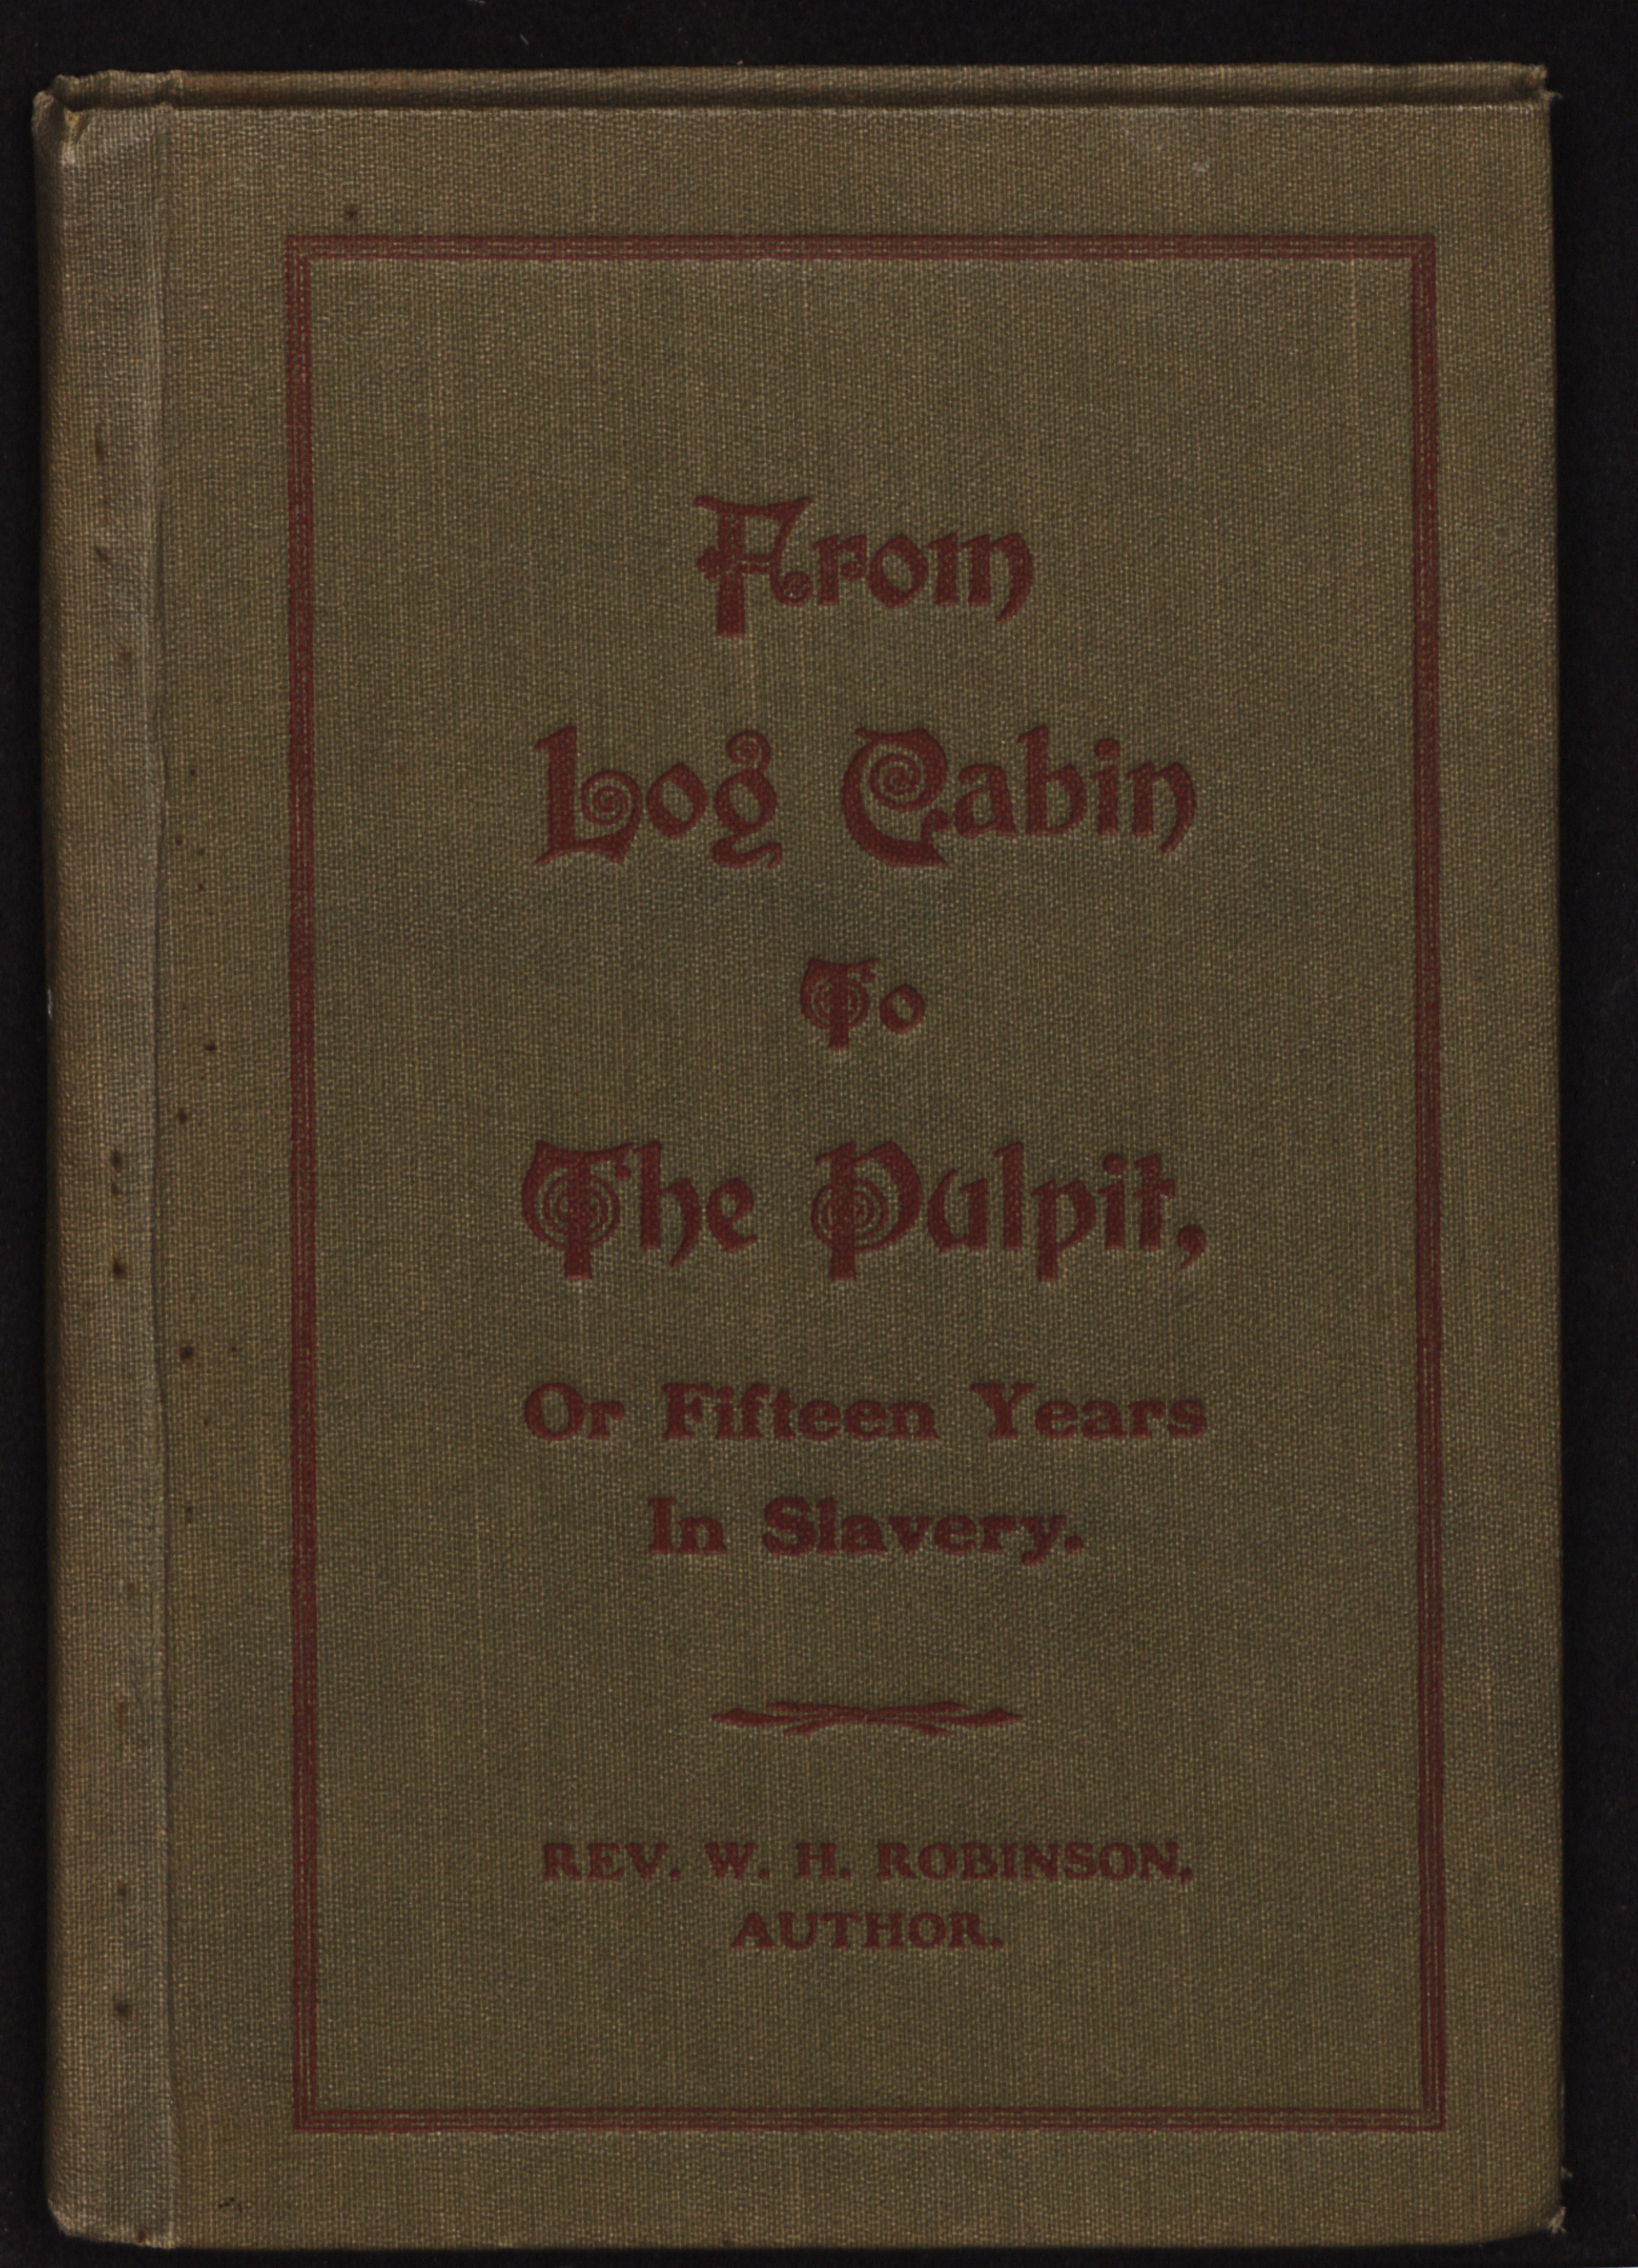 From
Log Cabin
To
The Pulpit,
Or Fifteen Years
In Slavery.
REV. W. H. ROBINSON,
AUTHOR.